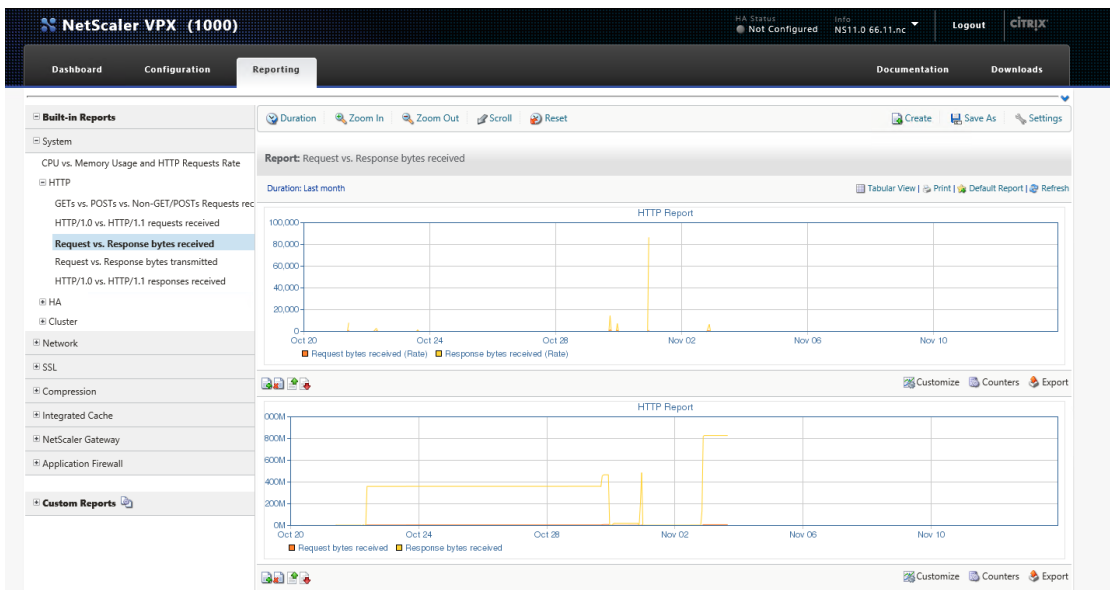 NetScaler VPX (1000)
HA Status
Not Configured
Info
NS11.0 66.11.nc
Logout
CITRIX
Dashboard Configuration Reporting Documentation Downloads
Built-in Reports
System
CPU vs. Memory Usage and HTTP Requests Rate
HTTP
GETs vs. POSTs vs. Non-GET/POSTs Requests rec
HTTP/1.0 vs. HTTP/1.1 requests received
Request vs. Response bytes received
Request vs. Response bytes transmitted
HTTP/1.0 vs. HTTP/1.1 responses received
HA
Cluster
Network
SSL
Compression
Integrated Cache
NetScaler Gateway
Application Firewall
Custom Reports
Duration Zoom In Zoom Out Scroll Reset Create Save As Settings
Report: Request vs. Response bytes received
Duration: Last month Tabular View | Print | Default Report | Refresh
HTTP Report
100,000
80,000
60,000
40,000
20,000
0
Oct 20 Oct 24 Oct 28 Nov 02 Nov 06 Nov 10
Request bytes received (Rate) Response bytes received (Rate)
Customize Counters Export
HTTP Report
000M
800M
600M
400M
200M
0M
Oct 20 Oct 24 Oct 28 Nov 02 Nov 06 Nov 10
Request bytes received Response bytes received
Customize Counters Export